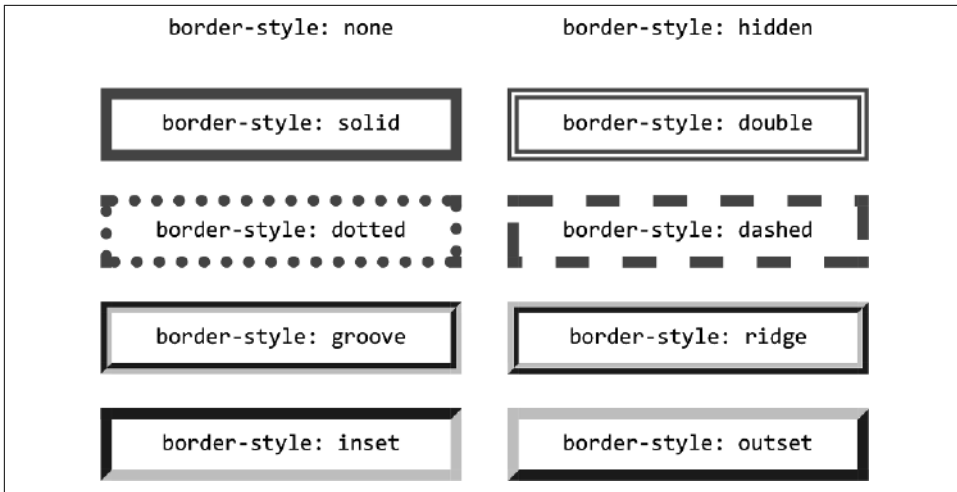 border-style: none
border-style: hidden
border-style: solid
border-style: double
border-style: dotted
border-style: dashed
border-style: groove
border-style: ridge
border-style: inset
border-style: outset